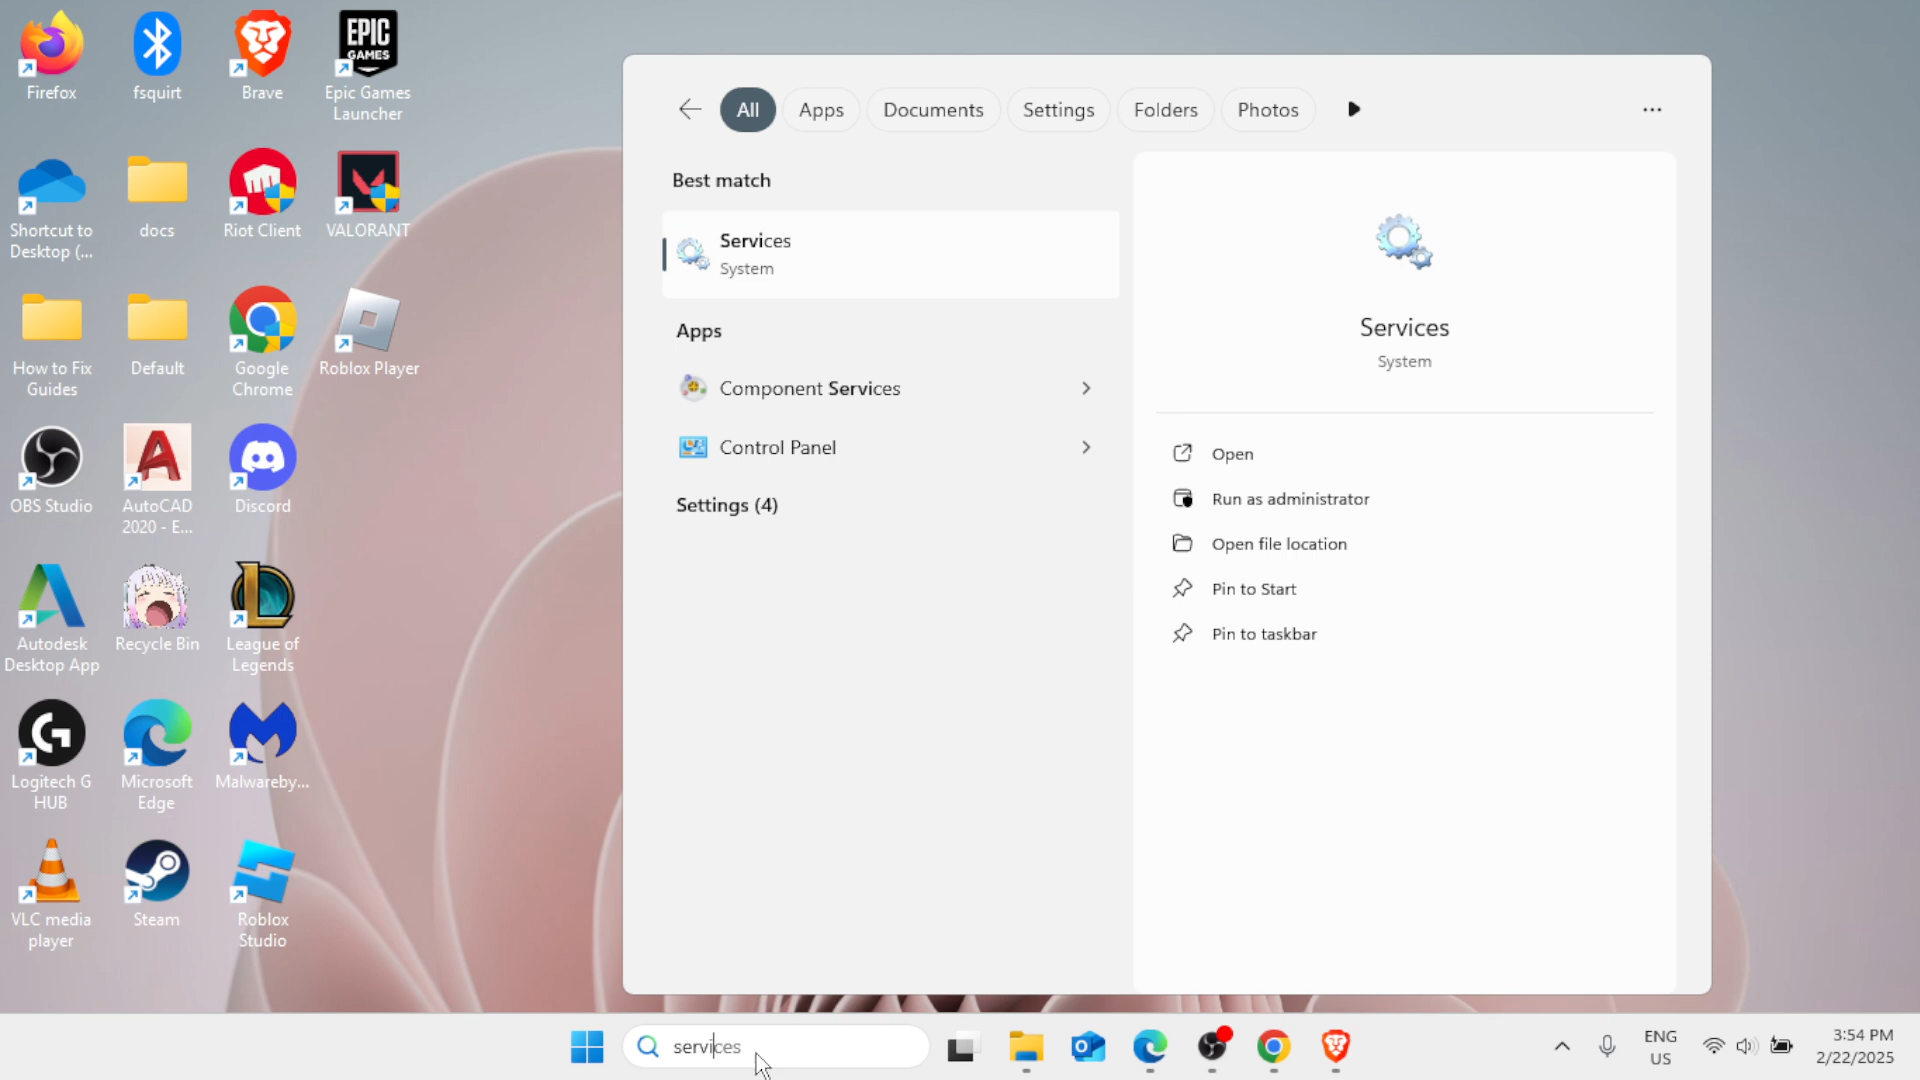 Firefox
fsquirt
Brave
EPIC
GAMES
Epic Games
Launcher
Shortcut to
Desktop (...
docs
Riot Client
VALORANT
How to Fix
Guides
Default
Google
Chrome
Roblox Player
OBS Studio
AutoCAD
2020 - E...
Discord
Autodesk
Desktop App
Recycle Bin
League of
Legends
Logitech G
HUB
Microsoft
Edge
Malwareby...
VLC media
player
Steam
Roblox
Studio
All
Apps
Documents
Settings
Folders
Photos
Best match
Services
System
Apps
Component Services
Control Panel
Settings (4)
Services
System
Open
Run as administrator
Open file location
Pin to Start
Pin to taskbar
services
ENG
US
3:54 PM
2/22/2025